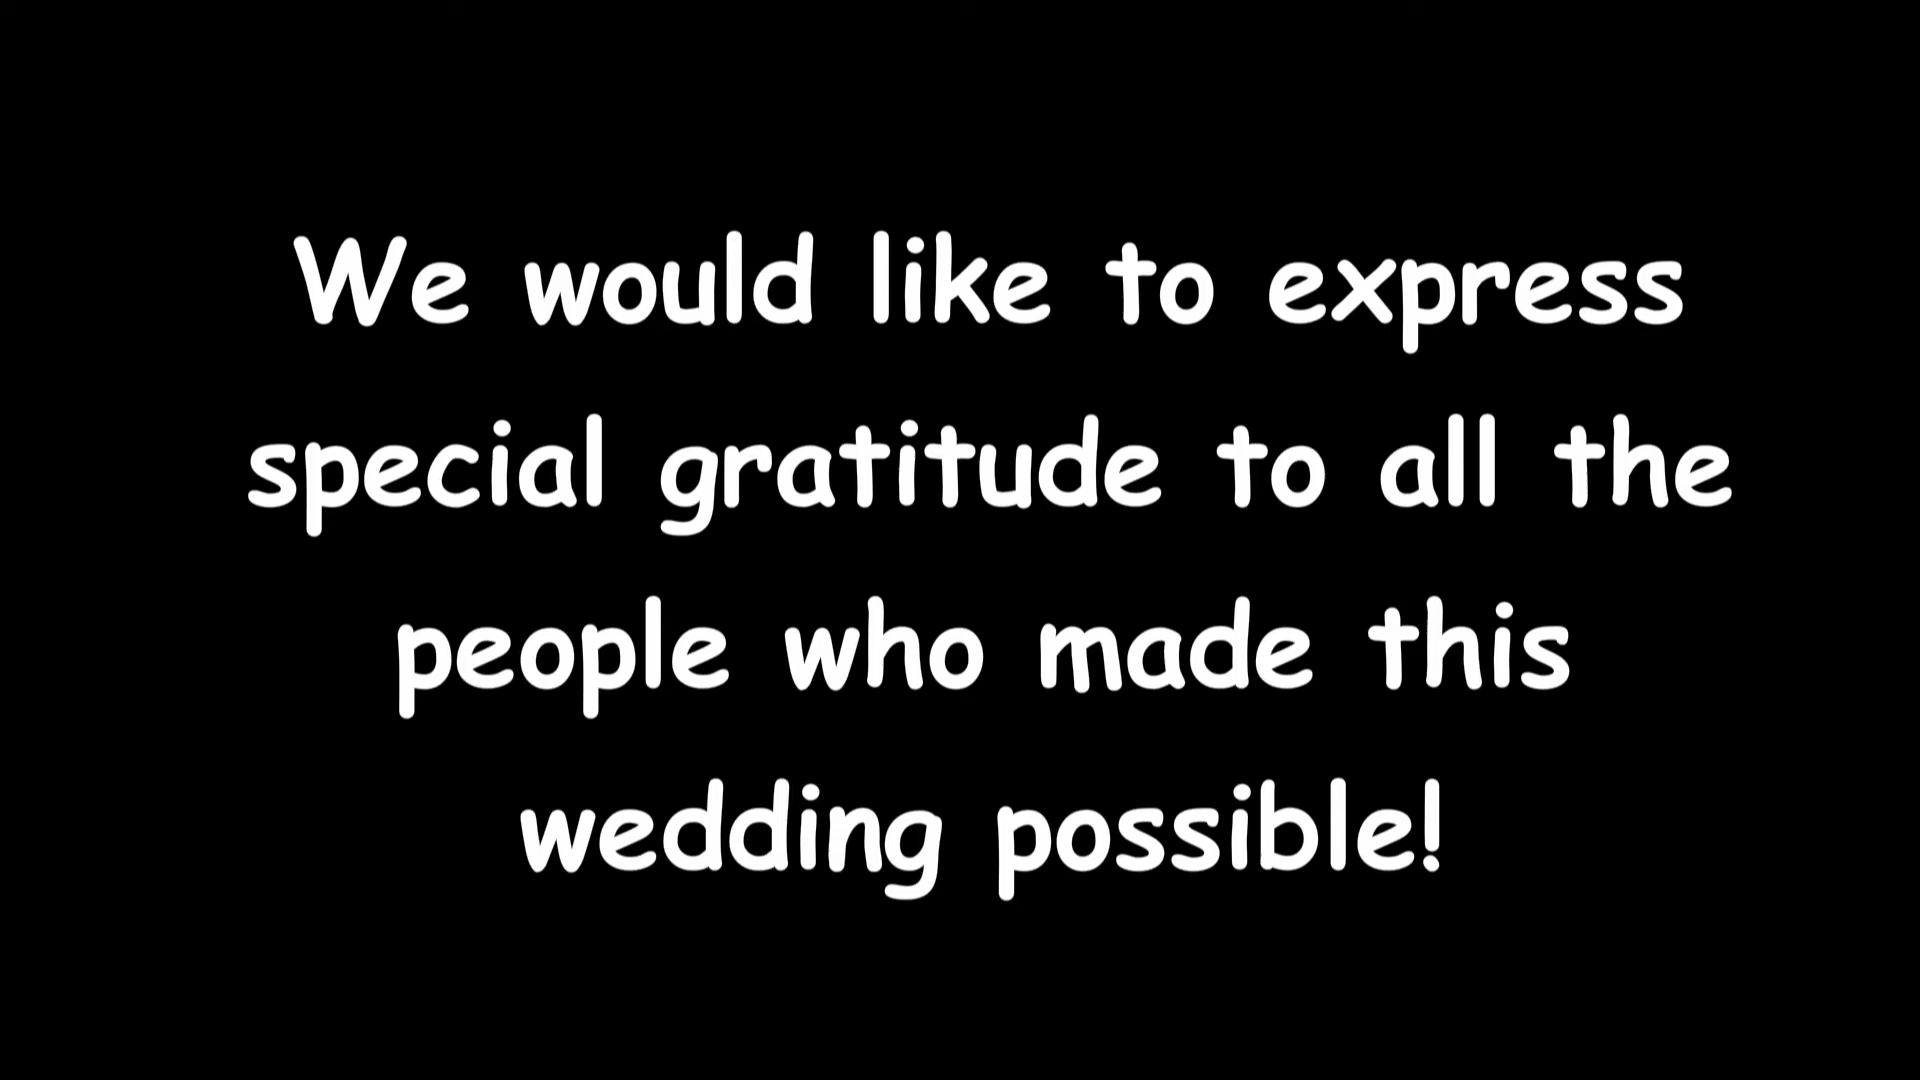 We would like to express
special gratitude to all the
people who made this
wedding possible!